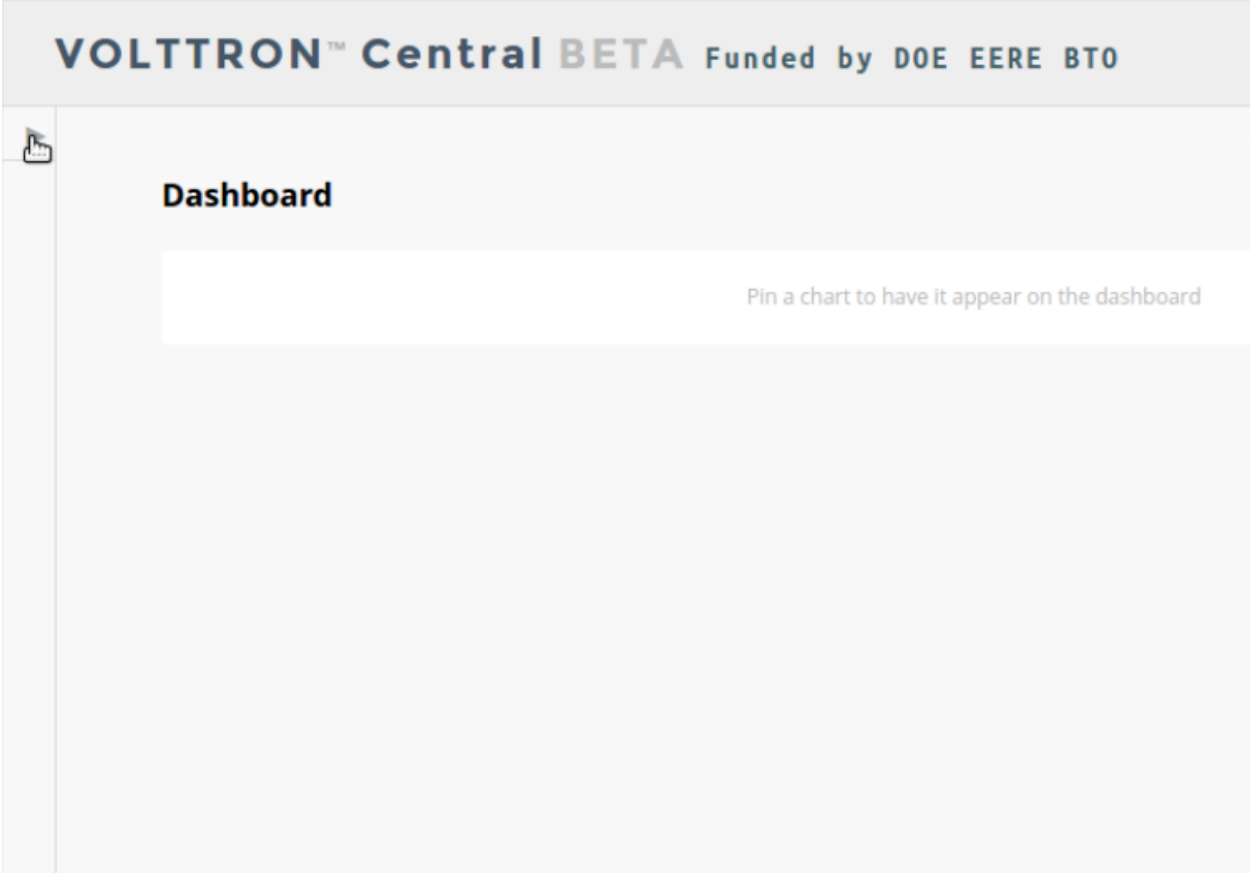 VOLTTRON™ Central BETA Funded by DOE EERE BTO
Dashboard
Pin a chart to have it appear on the dashboard